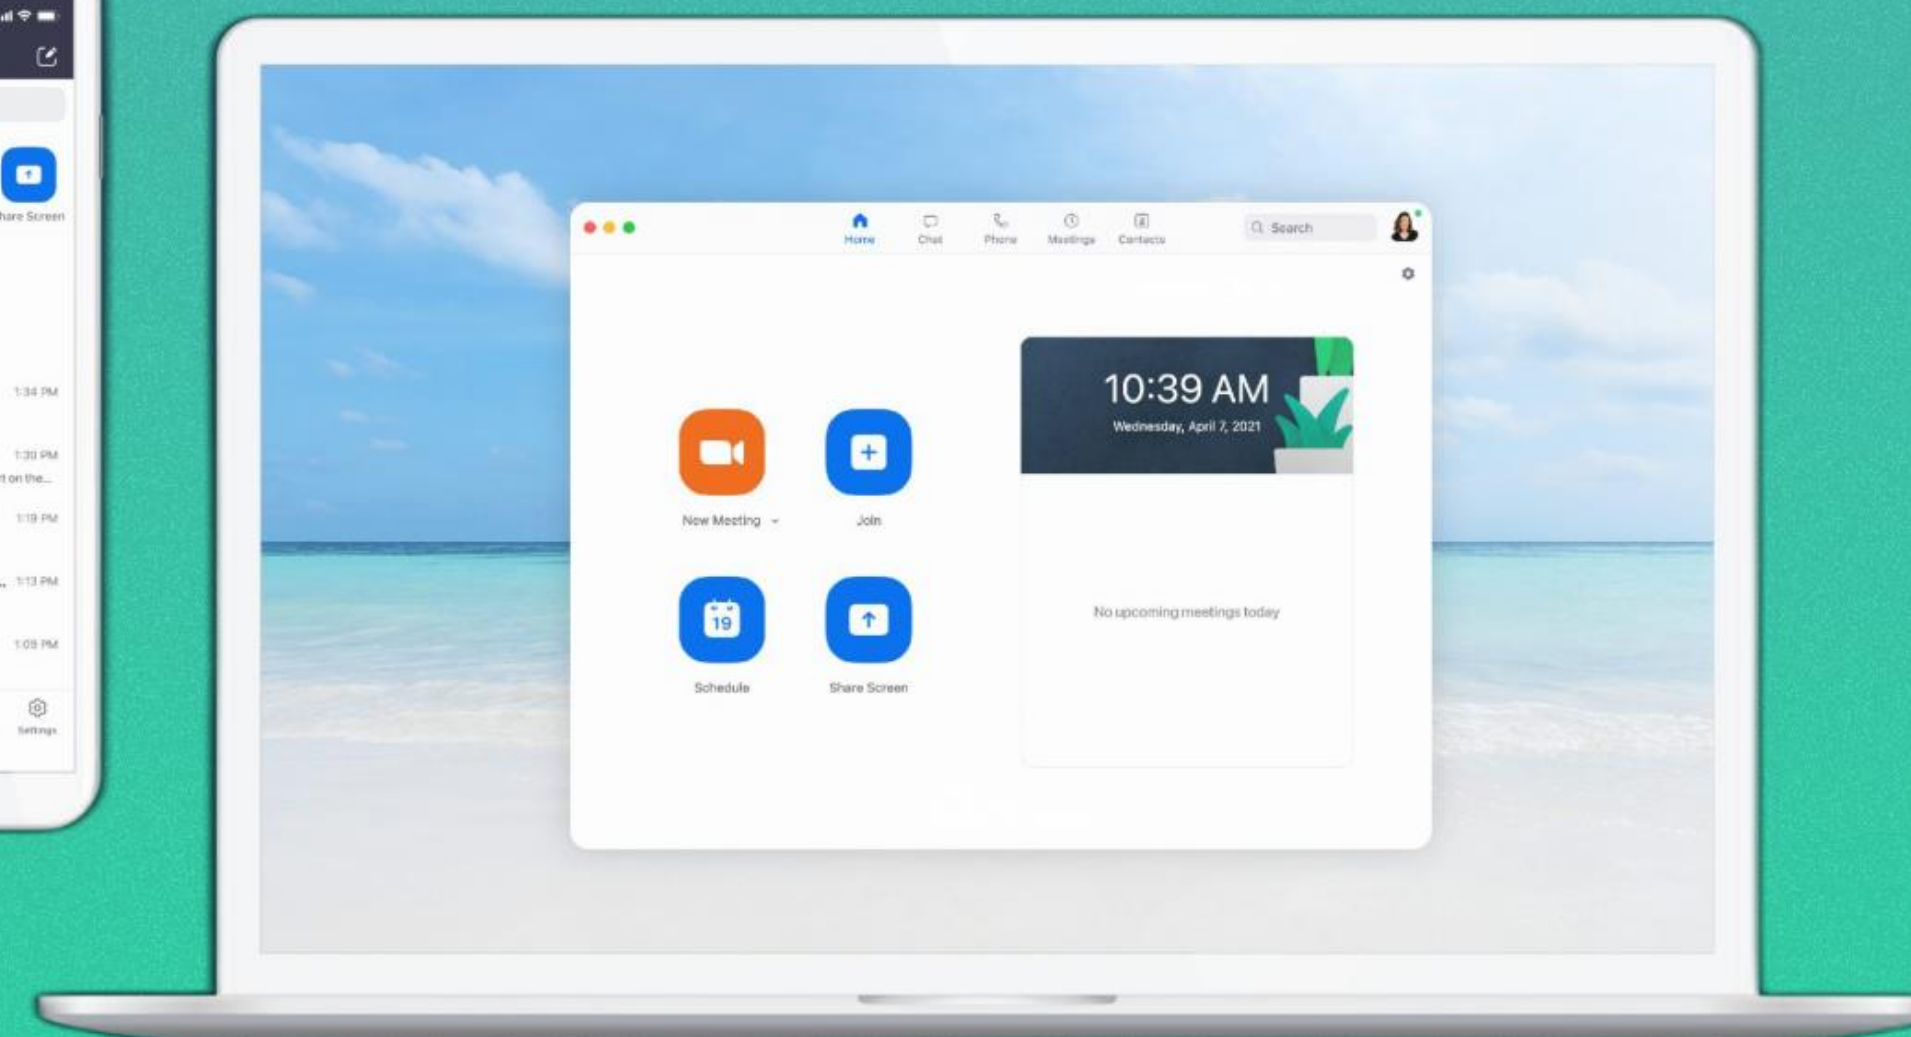 Share Screen
1:34 PM
1:30 PM
t on the...
1:19 PM
... 1:13 PM
1:09 PM
Settings
Home
Chat
Phone
Meetings
Contacts
Search
10:39 AM
Wednesday, April 7, 2021
New Meeting
Join
19
Schedule
Share Screen
No upcoming meetings today